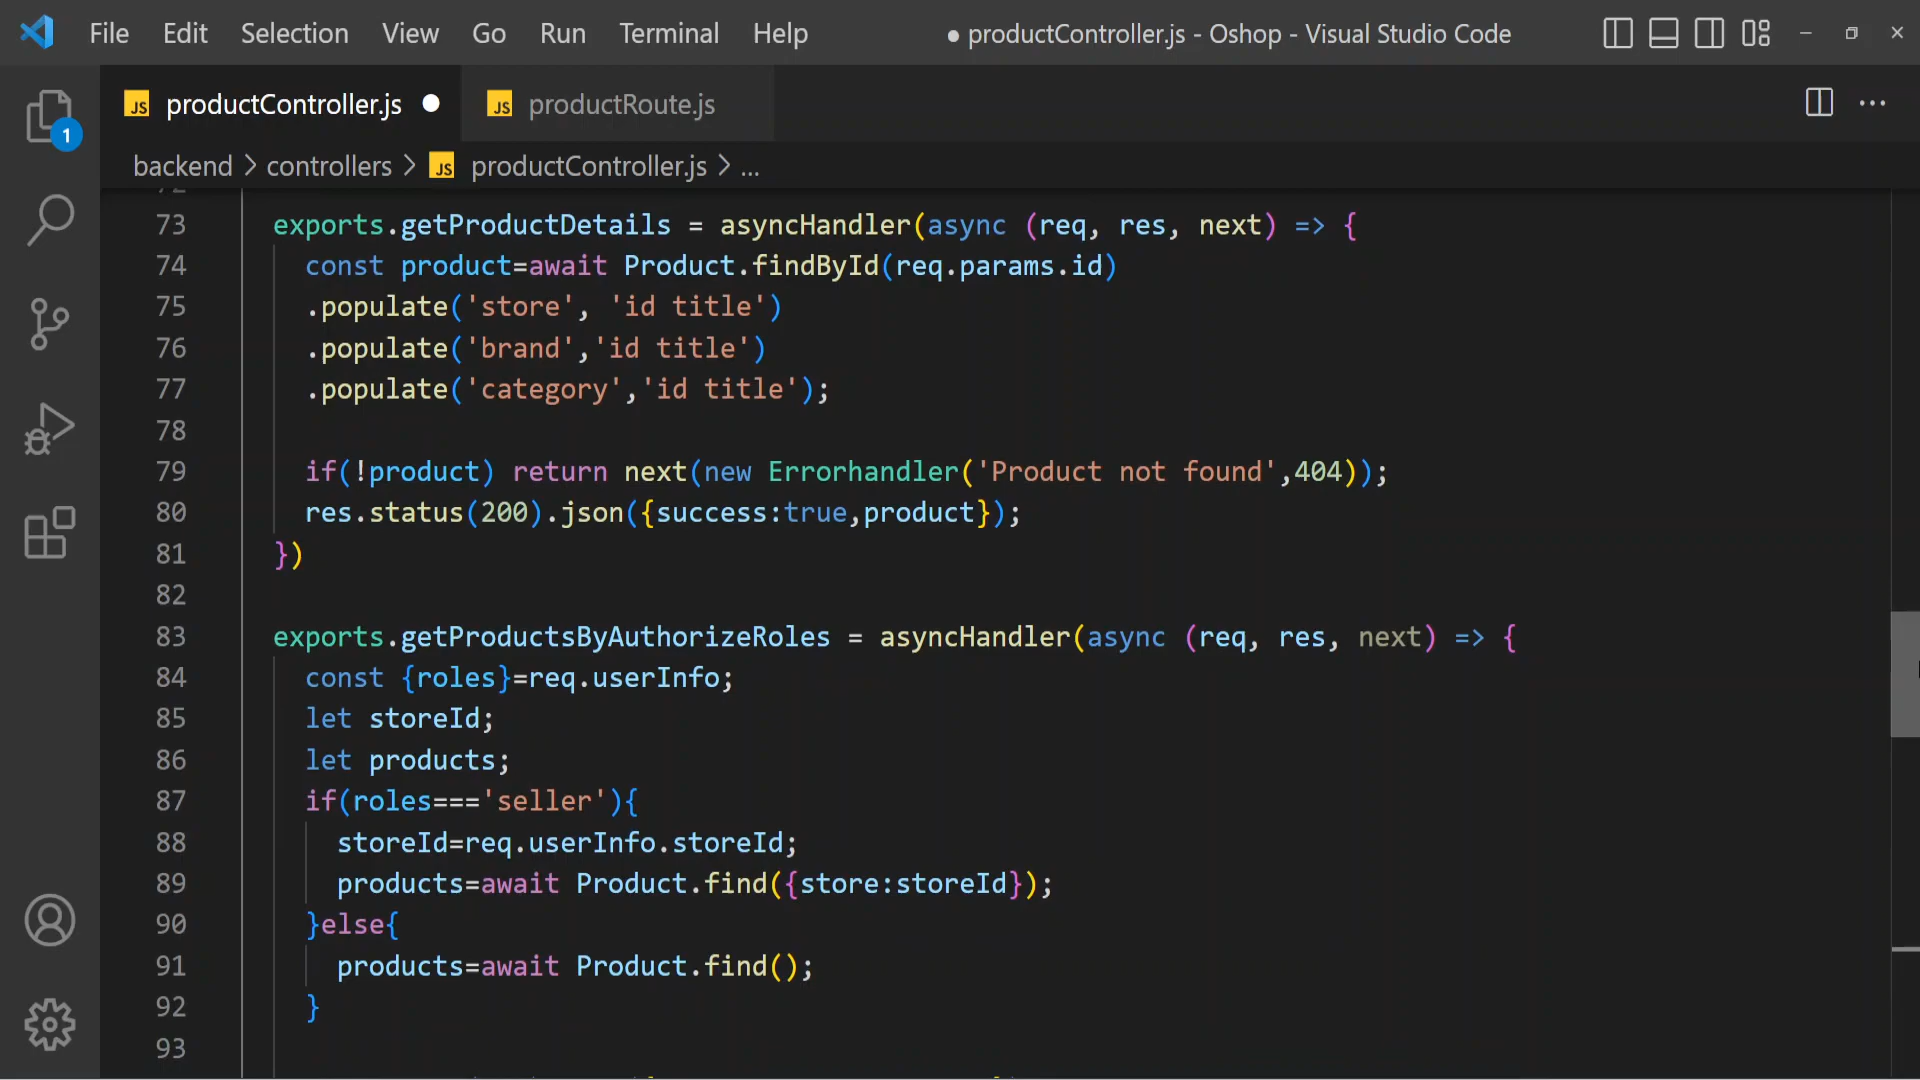 File Edit Selection View Go Run Terminal Help ● productController.js - Oshop - Visual Studio Code
JS productController.js ● JS productRoute.js ···
1
backend > controllers > JS productController.js > ...
72
73 exports.getProductDetails = asyncHandler(async (req, res, next) => {
74 const product=await Product.findById(req.params.id)
75 .populate('store', 'id title')
76 .populate('brand','id title')
77 .populate('category','id title');
78
79 if(!product) return next(new Errorhandler('Product not found',404));
80 res.status(200).json({success:true,product});
81 })
82
83 exports.getProductsByAuthorizeRoles = asyncHandler(async (req, res, next) => {
84 const {roles}=req.userInfo;
85 let storeId;
86 let products;
87 if(roles==='seller'){
88 storeId=req.userInfo.storeId;
89 products=await Product.find({store:storeId});
90 }else{
91 products=await Product.find();
92 }
93